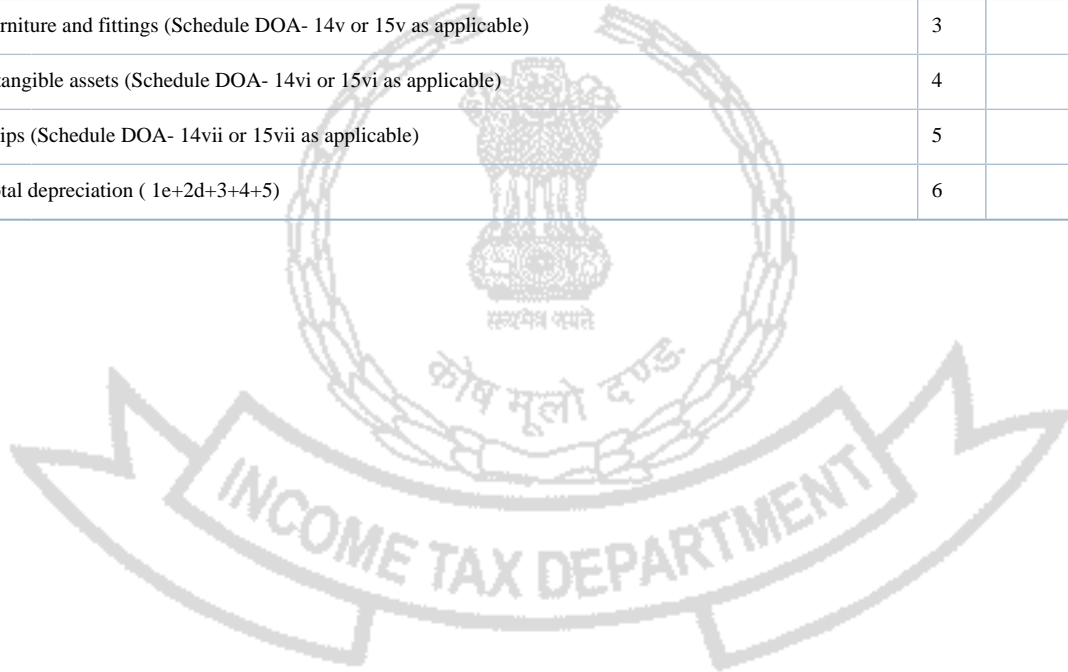 rniture and fittings (Schedule DOA- 14v or 15v as applicable) 3
tangible assets (Schedule DOA- 14vi or 15vi as applicable) 4
ips (Schedule DOA- 14vii or 15vii as applicable) 5
tal depreciation ( 1e+2d+3+4+5) 6
सत्यमेव जयते
कोष मूलो दण्ड
INCOME TAX DEPARTMENT